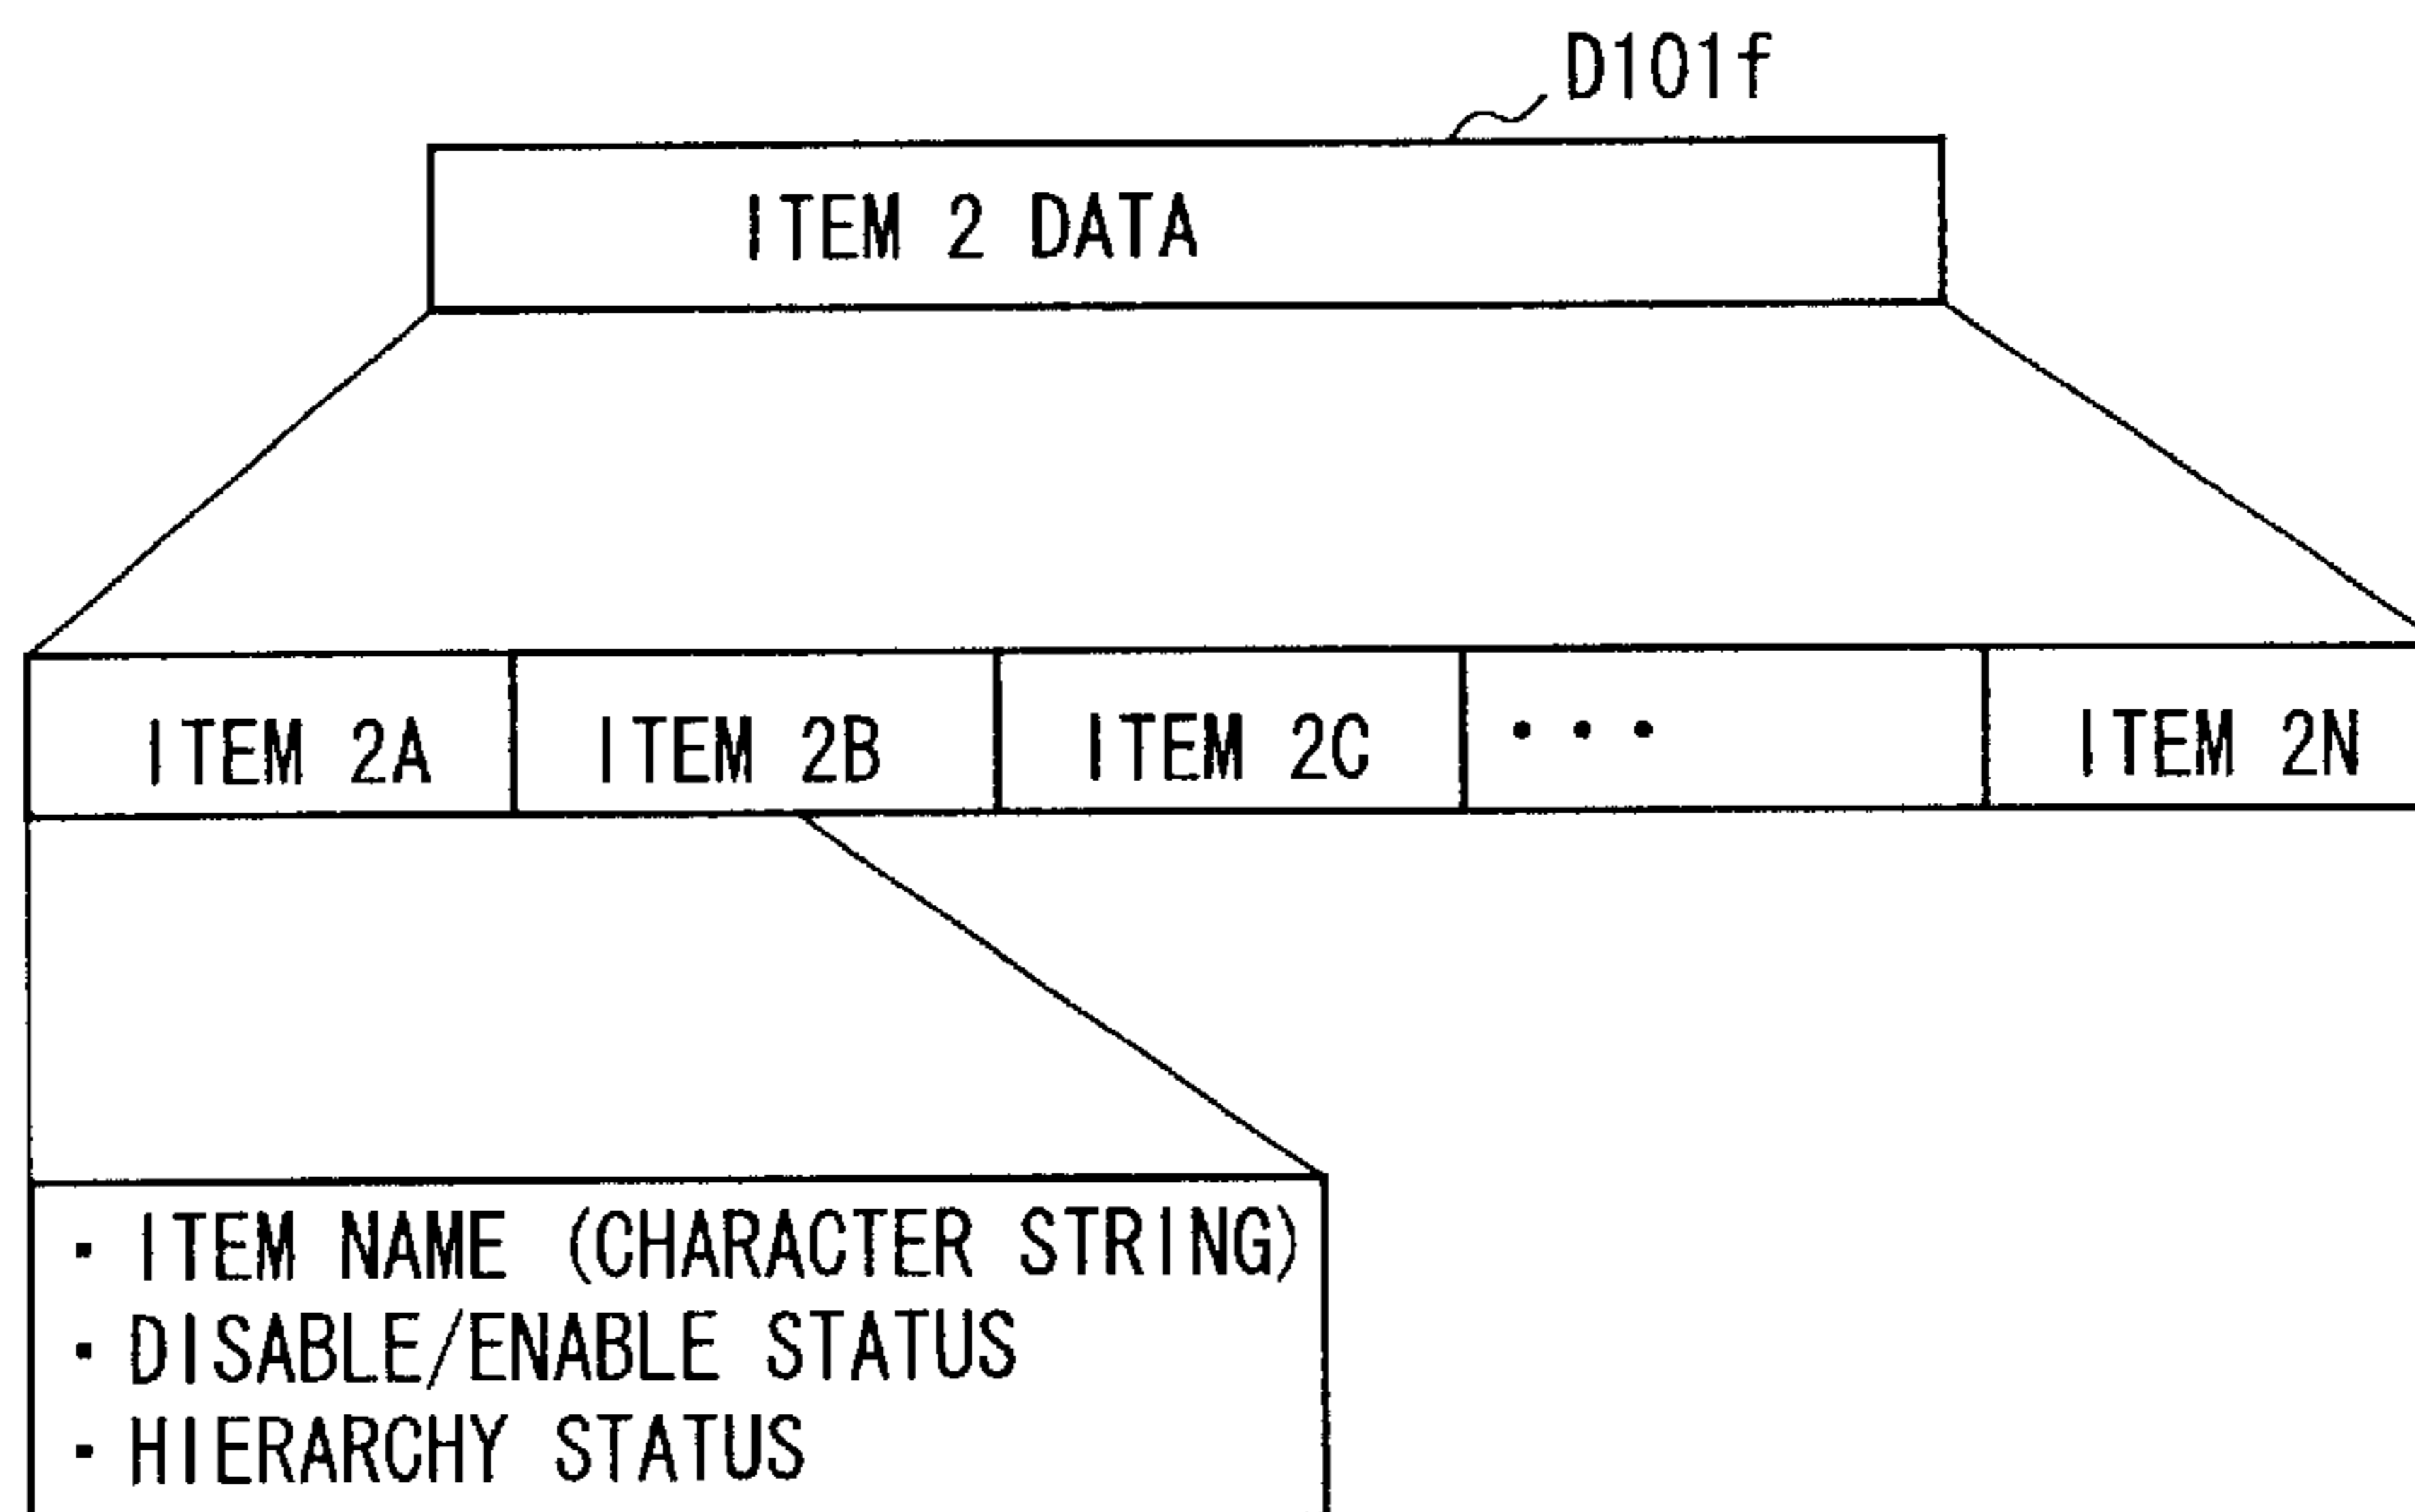 D101f
ITEM 2 DATA
ITEM 2A ITEM 2B ITEM 2C • • • ITEM 2N
· ITEM NAME (CHARACTER STRING)
· DISABLE/ENABLE STATUS
· HIERARCHY STATUS